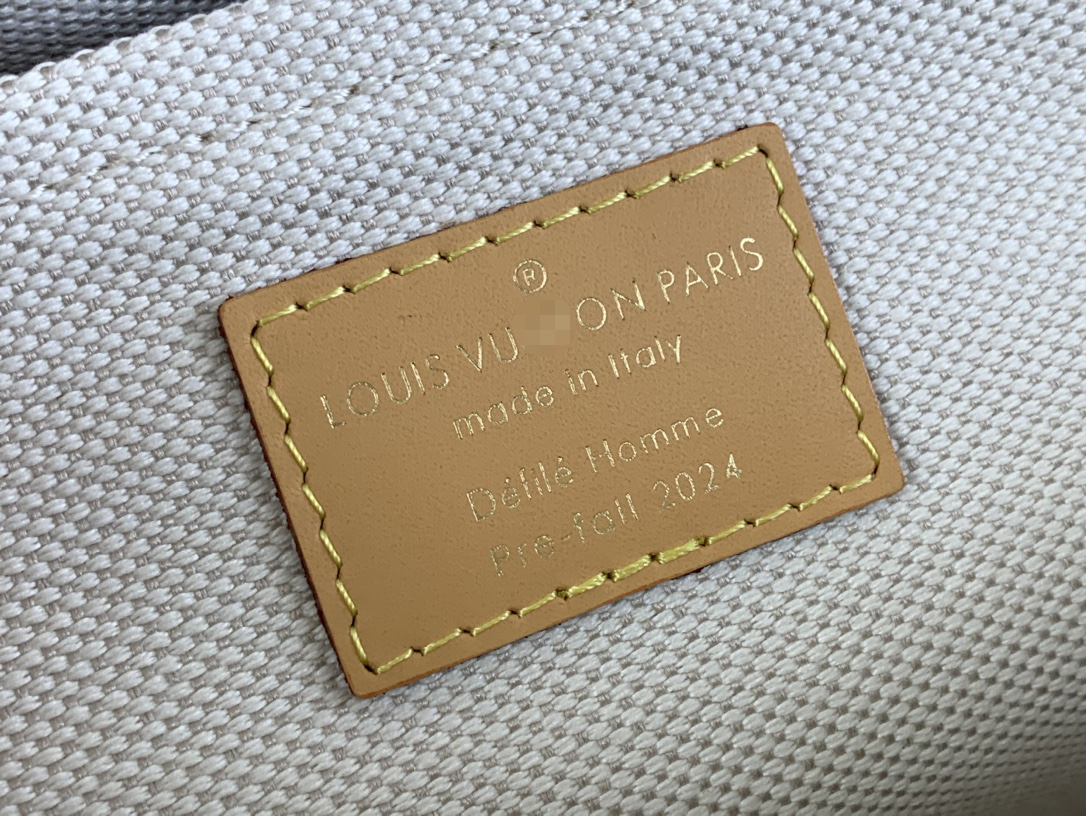 ®
LOUIS VU ON PARIS
made in Italy
Défilé Homme
Pre-fall 2024